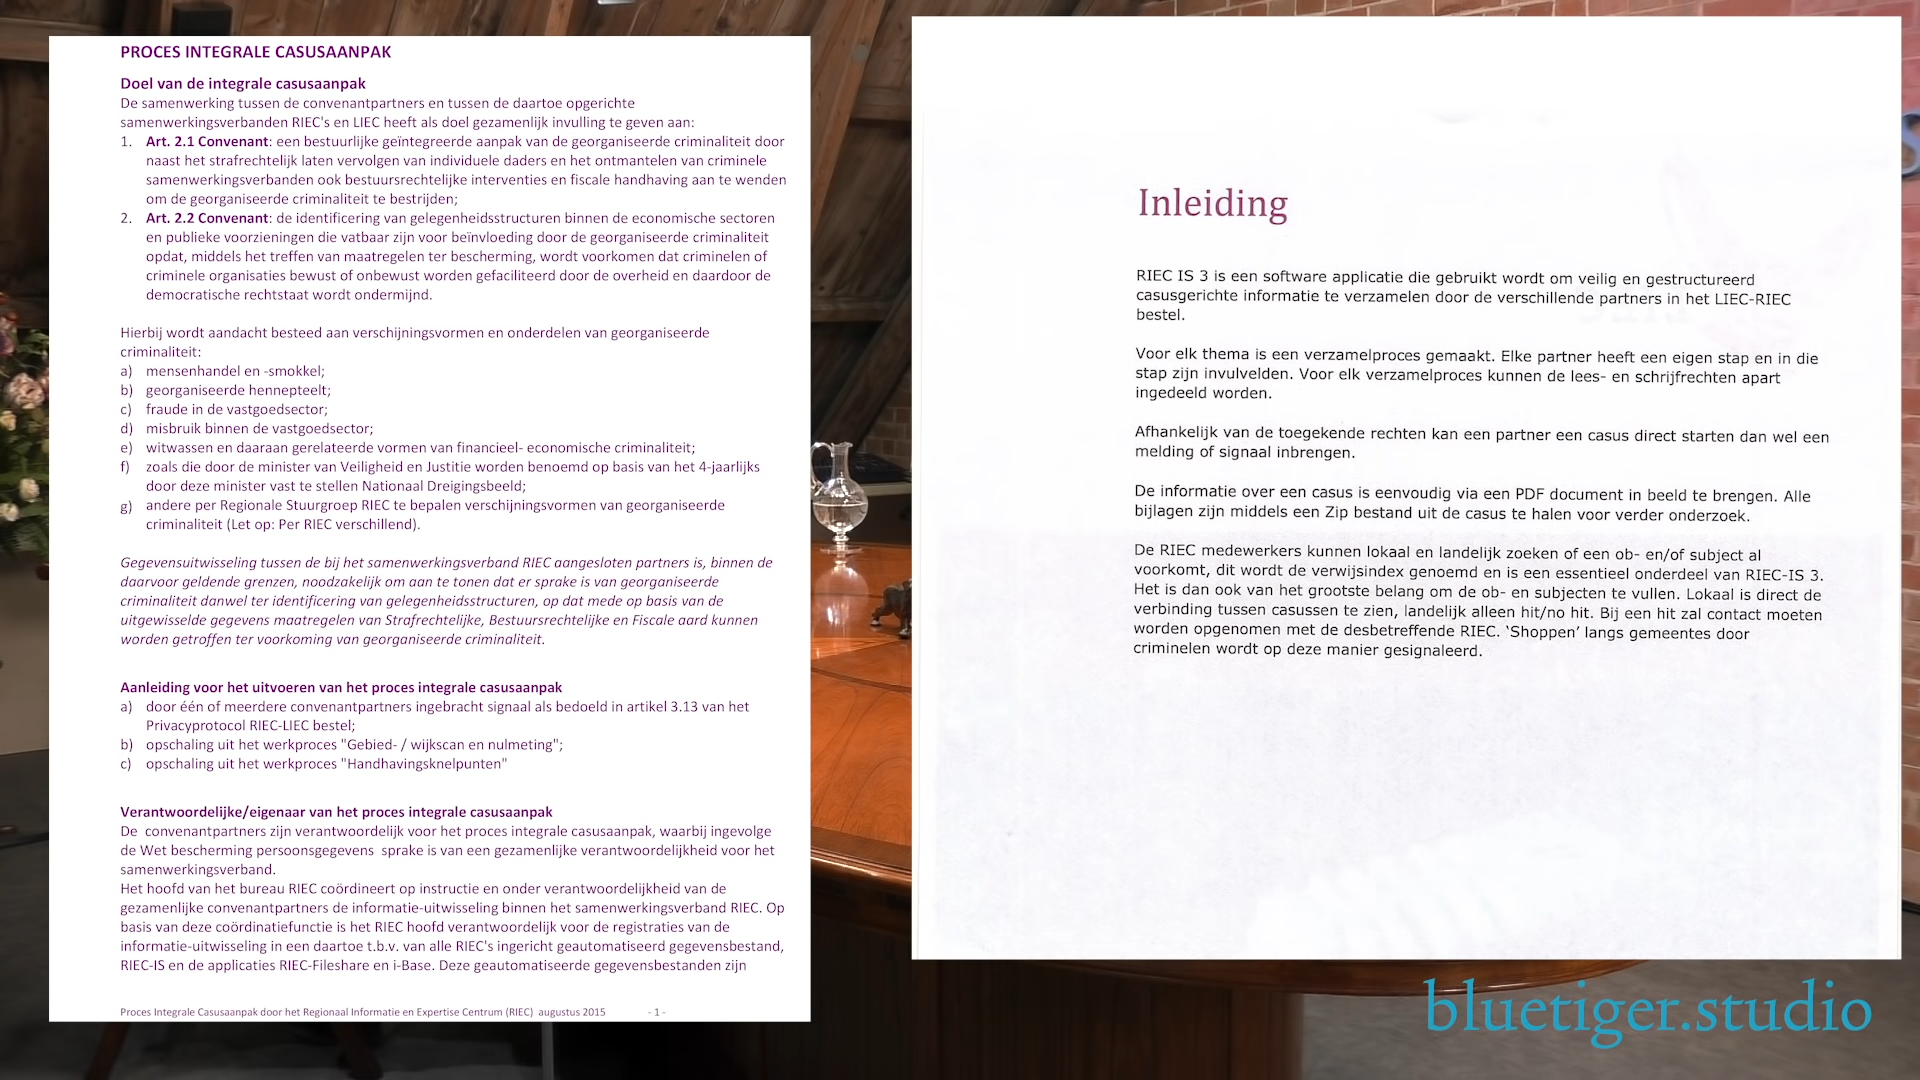 PROCES INTEGRALE CASUSAANPAK
Doel van de integrale casusaanpak
De samenwerking tussen de convenantpartners en tussen de daartoe opgerichte
samenwerkingsverbanden RIEC's en LIEC heeft als doel gezamenlijk invulling te geven aan:
1. Art. 2.1 Convenant: een bestuurlijke geïntegreerde aanpak van de georganiseerde criminaliteit door
naast het strafrechtelijk laten vervolgen van individuele daders en het ontmantelen van criminele
samenwerkingsverbanden ook bestuursrechtelijke interventies en fiscale handhaving aan te wenden
om de georganiseerde criminaliteit te bestrijden;
2. Art. 2.2 Convenant: de identificering van gelegenheidsstructuren binnen de economische sectoren
en publieke voorzieningen die vatbaar zijn voor beïnvloeding door de georganiseerde criminaliteit
opdat, middels het treffen van maatregelen ter bescherming, wordt voorkomen dat criminelen of
criminele organisaties bewust of onbewust worden gefaciliteerd door de overheid en daardoor de
democratische rechtstaat wordt ondermijnd.
Hierbij wordt aandacht besteed aan verschijningsvormen en onderdelen van georganiseerde
criminaliteit:
a) mensenhandel en -smokkel;
b) georganiseerde hennepteelt;
c) fraude in de vastgoedsector;
d) misbruik binnen de vastgoedsector;
e) witwassen en daaraan gerelateerde vormen van financieel- economische criminaliteit;
f) zoals die door de minister van Veiligheid en Justitie worden benoemd op basis van het 4-jaarlijks
door deze minister vast te stellen Nationaal Dreigingsbeeld;
g) andere per Regionale Stuurgroep RIEC te bepalen verschijningsvormen van georganiseerde
criminaliteit (Let op: Per RIEC verschillend).
Gegevensuitwisseling tussen de bij het samenwerkingsverband RIEC aangesloten partners is, binnen de
daarvoor geldende grenzen, noodzakelijk om aan te tonen dat er sprake is van georganiseerde
criminaliteit danwel ter identificering van gelegenheidsstructuren, op dat mede op basis van de
uitgewisselde gegevens maatregelen van Strafrechtelijke, Bestuursrechtelijke en Fiscale aard kunnen
worden getroffen ter voorkoming van georganiseerde criminaliteit.
Aanleiding voor het uitvoeren van het proces integrale casusaanpak
a) door één of meerdere convenantpartners ingebracht signaal als bedoeld in artikel 3.13 van het
Privacyprotocol RIEC-LIEC bestel;
b) opschaling uit het werkproces "Gebied- / wijkscan en nulmeting";
c) opschaling uit het werkproces "Handhavingsknelpunten"
Verantwoordelijke/eigenaar van het proces integrale casusaanpak
De convenantpartners zijn verantwoordelijk voor het proces integrale casusaanpak, waarbij ingevolge
de Wet bescherming persoonsgegevens sprake is van een gezamenlijke verantwoordelijkheid voor het
samenwerkingsverband.
Het hoofd van het bureau RIEC coördineert op instructie en onder verantwoordelijkheid van de
gezamenlijke convenantpartners de informatie-uitwisseling binnen het samenwerkingsverband RIEC. Op
basis van deze coördinatiefunctie is het RIEC hoofd verantwoordelijk voor de registraties van de
informatie-uitwisseling in een daartoe t.b.v. van alle RIEC's ingericht geautomatiseerd gegevensbestand,
RIEC-IS en de applicaties RIEC-Fileshare en i-Base. Deze geautomatiseerde gegevensbestanden zijn
Proces Integrale Casusaanpak door het Regionaal Informatie en Expertise Centrum (RIEC) augustus 2015 - 1 -
Inleiding
RIEC IS 3 is een software applicatie die gebruikt wordt om veilig en gestructureerd
casusgerichte informatie te verzamelen door de verschillende partners in het LIEC-RIEC
bestel.
Voor elk thema is een verzamelproces gemaakt. Elke partner heeft een eigen stap en in die
stap zijn invulvelden. Voor elk verzamelproces kunnen de lees- en schrijfrechten apart
ingedeeld worden.
Afhankelijk van de toegekende rechten kan een partner een casus direct starten dan wel een
melding of signaal inbrengen.
De informatie over een casus is eenvoudig via een PDF document in beeld te brengen. Alle
bijlagen zijn middels een Zip bestand uit de casus te halen voor verder onderzoek.
De RIEC medewerkers kunnen lokaal en landelijk zoeken of een ob- en/of subject al
voorkomt, dit wordt de verwijsindex genoemd en is een essentieel onderdeel van RIEC-IS 3.
Het is dan ook van het grootste belang om de ob- en subjecten te vullen. Lokaal is direct de
verbinding tussen casussen te zien, landelijk alleen hit/no hit. Bij een hit zal contact moeten
worden opgenomen met de desbetreffende RIEC. 'Shoppen' langs gemeentes door
criminelen wordt op deze manier gesignaleerd.
bluetiger.studio